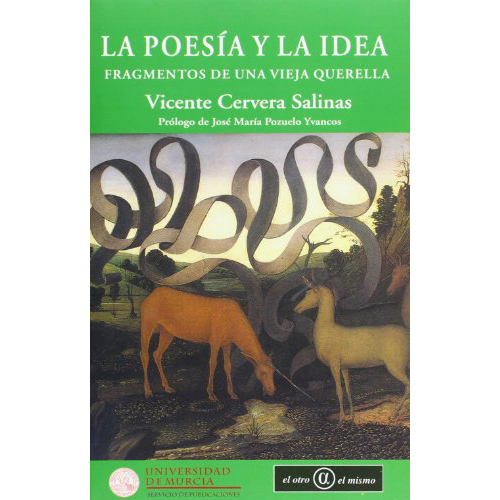 LA POESÍA Y LA IDEA
FRAGMENTOS DE UNA VIEJA QUERELLA
Vicente Cervera Salinas
Prólogo de José María Pozuelo Yvancos
UNIVERSIDAD
DE MURCIA
SERVICIO DE PUBLICACIONES
el otro α el mismo